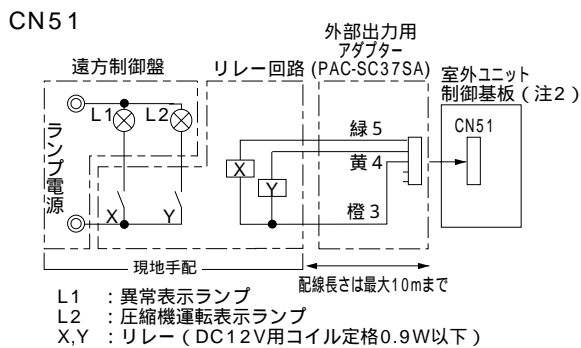 CN51
外部出力用
アダプター
(PAC-SC37SA)
遠方制御盤
リレー回路
室外ユニット
制御基板（注2）
ランプ電源
L1
L2
X
Y
X
Y
緑 5
黄 4
橙 3
CN51
現地手配
配線長さは最大10mまで
L1 ：異常表示ランプ
L2 ：圧縮機運転表示ランプ
X,Y ：リレー（DC12V用コイル定格0.9W以下）